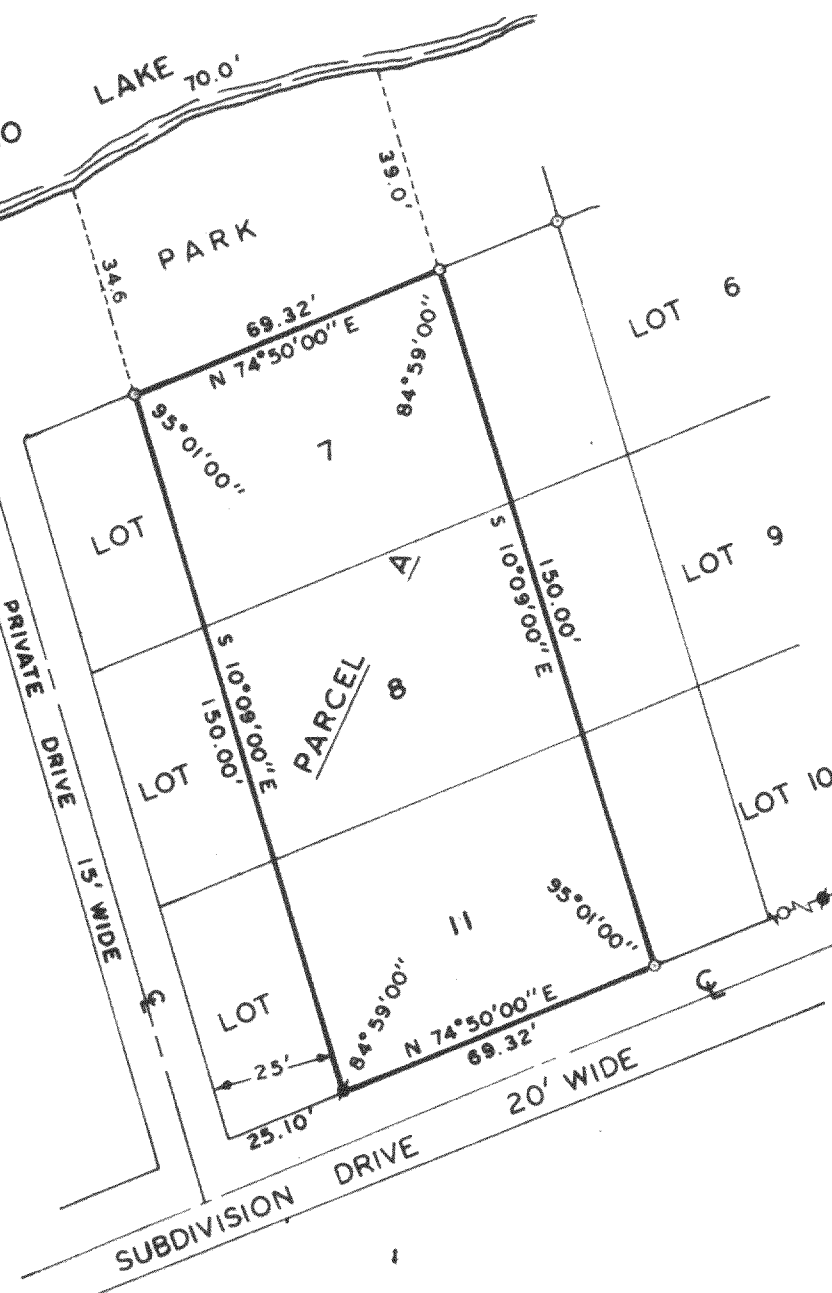 LAKE
70.0'
O
39.0'
PARK
34.6
69.32'
N 74°50'00" E
84°59'00"
95°01'00"
LOT 6
7
LOT
A
S 10°09'00" E
150.00'
LOT 9
S 10°09'00" E
150.00'
PARCEL
8
LOT
PRIVATE DRIVE 15' WIDE
LOT 10
95°01'00"
11
LOT
84°59'00"
N 74°50'00" E
69.32'
℄
℄
25'
25.10'
SUBDIVISION DRIVE 20' WIDE